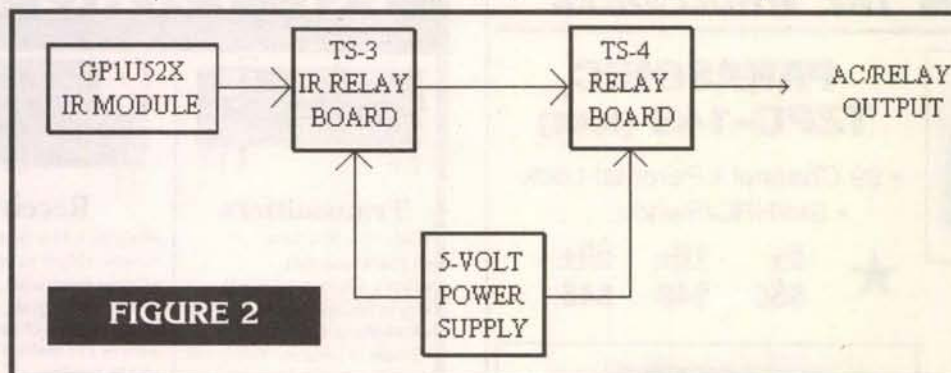 GP1U52X
IR MODULE
TS-3
IR RELAY
BOARD
TS-4
RELAY
BOARD
AC/RELAY
OUTPUT
5-VOLT
POWER
SUPPLY
FIGURE 2